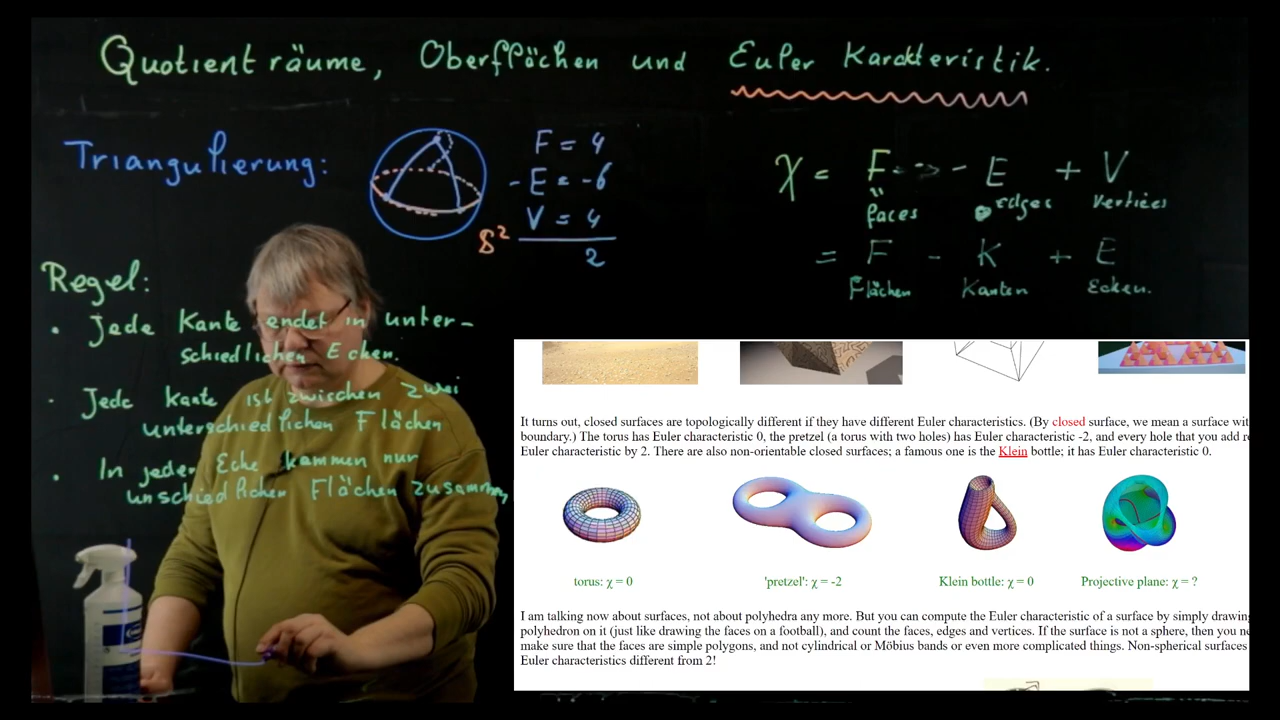 Quotienträume, Oberflächen und Euler Karakteristik.
Triangulierung:
F = 4
- E = -6
V = 4
2
S²
χ = F - E + V
"
faces edges vertices
= F - K + E
Flächen Kanten Ecken.
Regel:
• Jede Kante endet in unter-
schiedlichen Ecken.
• Jede Kante ist zwischen zwei
unterschiedlichen Flächen
• In jeder Ecke kommen nur
unschiedlichen Flächen zusammen
It turns out, closed surfaces are topologically different if they have different Euler characteristics. (By closed surface, we mean a surface wit
boundary.) The torus has Euler characteristic 0, the pretzel (a torus with two holes) has Euler characteristic -2, and every hole that you add r
Euler characteristic by 2. There are also non-orientable closed surfaces; a famous one is the Klein bottle; it has Euler characteristic 0.
torus: χ = 0 'pretzel': χ = -2 Klein bottle: χ = 0 Projective plane: χ = ?
I am talking now about surfaces, not about polyhedra any more. But you can compute the Euler characteristic of a surface by simply drawing
polyhedron on it (just like drawing the faces on a football), and count the faces, edges and vertices. If the surface is not a sphere, then you ne
make sure that the faces are simple polygons, and not cylindrical or Möbius bands or even more complicated things. Non-spherical surfaces
Euler characteristics different from 2!